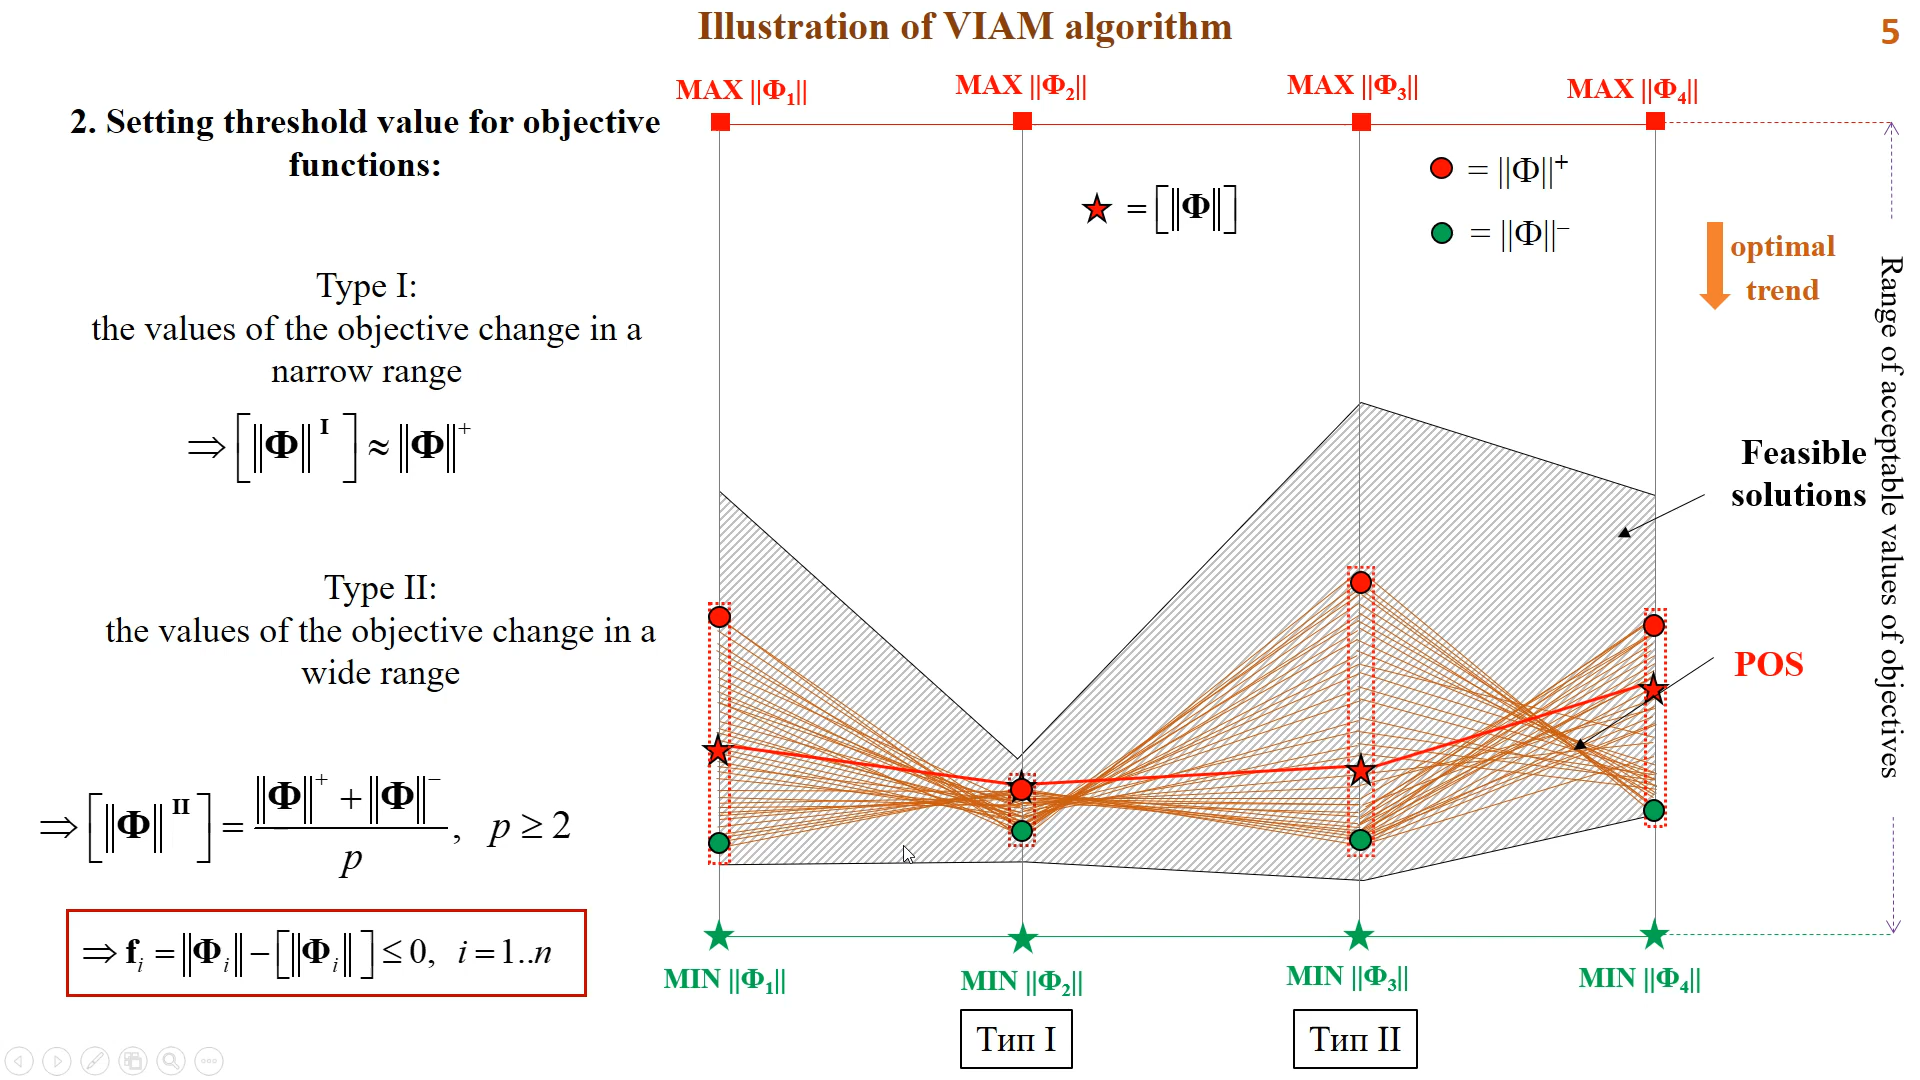 Illustration of VIAM algorithm
5
2. Setting threshold value for objective
functions:
Type I:
the values of the objective change in a
narrow range
⇒[‖Φ‖ᴵ] ≈ ‖Φ‖⁺
Type II:
the values of the objective change in a
wide range
⇒[‖Φ‖ᴵᴵ] = (‖Φ‖⁺ + ‖Φ‖⁻) / p, p ≥ 2
⇒ fᵢ = ‖Φᵢ‖ − [‖Φᵢ‖] ≤ 0, i = 1..n
MAX ||Φ₁||
MAX ||Φ₂||
MAX ||Φ₃||
MAX ||Φ₄||
= [‖Φ‖]
= ||Φ||⁺
= ||Φ||⁻
optimal
trend
Range of acceptable values of objectives
Feasible
solutions
POS
MIN ||Φ₁||
MIN ||Φ₂||
MIN ||Φ₃||
MIN ||Φ₄||
Тип I
Тип II